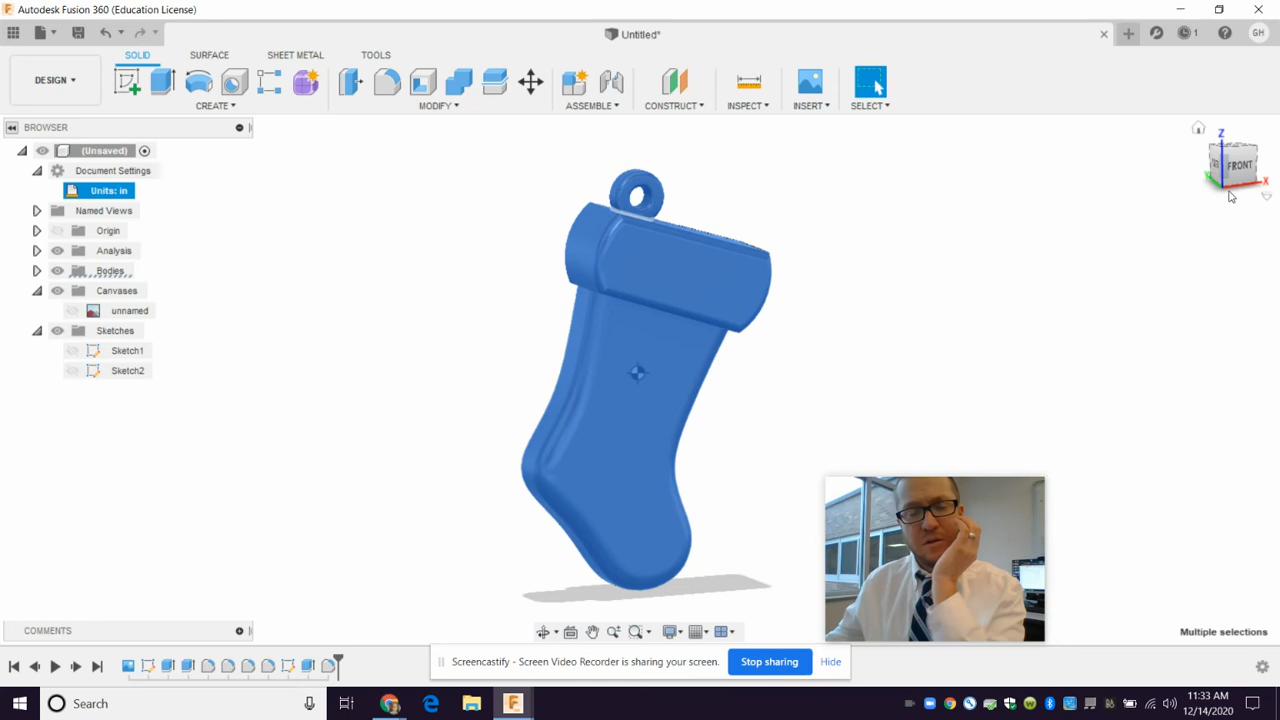 Autodesk Fusion 360 (Education License)
Untitled*
1
GH
DESIGN
SOLID
SURFACE
SHEET METAL
TOOLS
CREATE
MODIFY
ASSEMBLE
CONSTRUCT
INSPECT
INSERT
SELECT
BROWSER
(Unsaved)
Document Settings
Units: in
Named Views
Origin
Analysis
Bodies
Canvases
unnamed
Sketches
Sketch1
Sketch2
Z
FRONT
X
Y
COMMENTS
Multiple selections
Screencastify - Screen Video Recorder is sharing your screen.
Stop sharing
Hide
Search
11:33 AM
12/14/2020